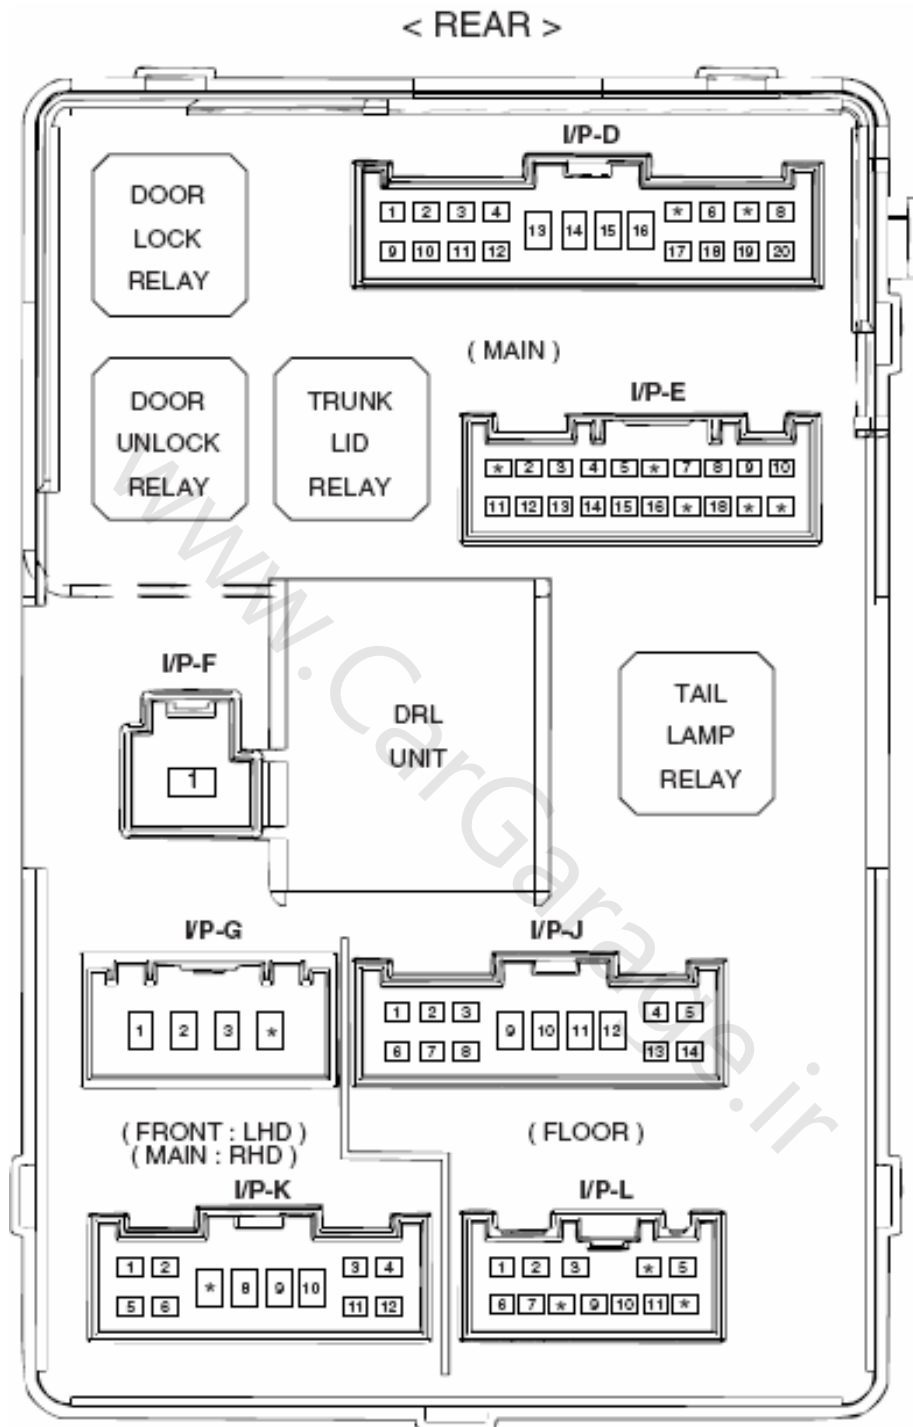 < REAR >
I/P-D
DOOR
LOCK
RELAY
1 2 3 4 13 14 15 16 * 6 * 8
9 10 11 12 17 18 19 20
( MAIN )
I/P-E
DOOR
UNLOCK
RELAY
TRUNK
LID
RELAY
* 2 3 4 5 * 7 8 9 10
11 12 13 14 15 16 * 18 * *
I/P-F
1
DRL
UNIT
TAIL
LAMP
RELAY
I/P-G
1 2 3 *
I/P-J
1 2 3 9 10 11 12 4 5
6 7 8 13 14
( FRONT : LHD )
( MAIN : RHD )
( FLOOR )
I/P-K
1 2 * 8 9 10 3 4
5 6 11 12
I/P-L
1 2 3 * 5
6 7 * 9 10 11 *
www.CarGarage.ir